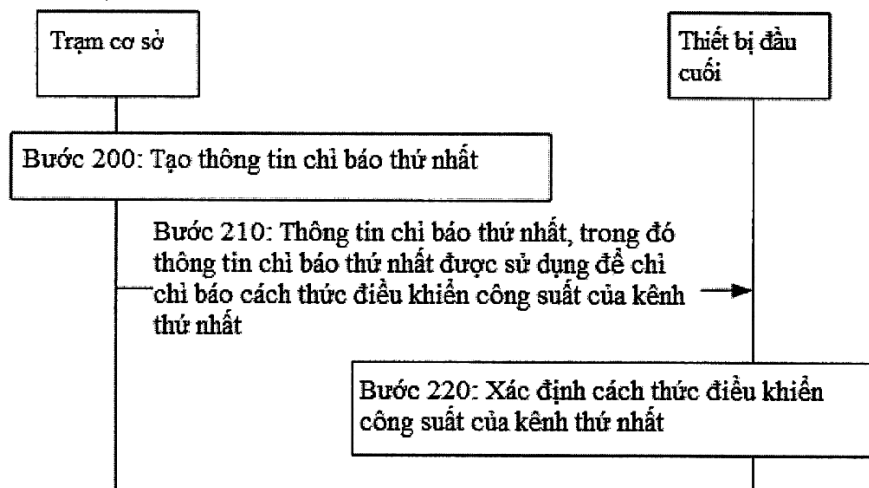 Trạm cơ sở
Thiết bị đầu
cuối
Bước 200: Tạo thông tin chỉ báo thứ nhất
Bước 210: Thông tin chỉ báo thứ nhất, trong đó
thông tin chỉ báo thứ nhất được sử dụng để chỉ
chỉ báo cách thức điều khiển công suất của kênh
thứ nhất
Bước 220: Xác định cách thức điều khiển
công suất của kênh thứ nhất